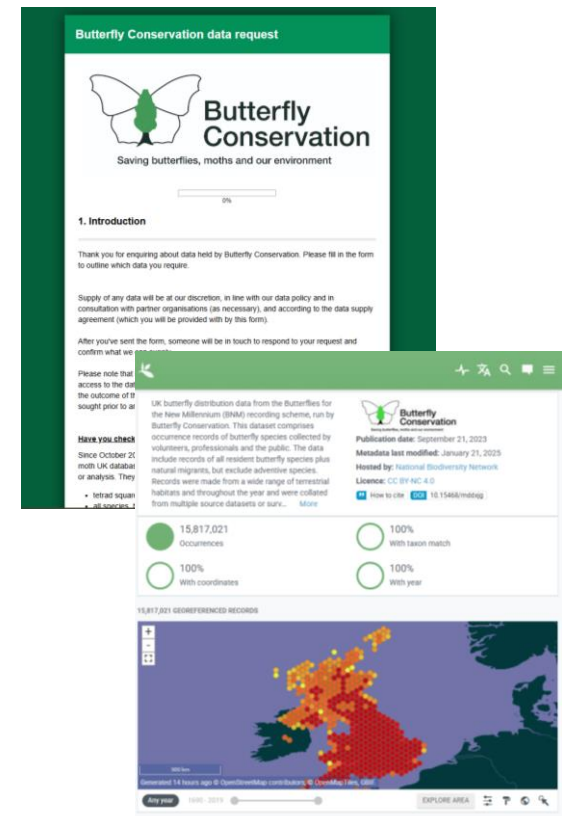 Butterfly Conservation data request
Butterfly
Conservation
Saving butterflies, moths and our environment
0%
1. Introduction
Thank you for enquiring about data held by Butterfly Conservation. Please fill in the form
to outline which data you require.
Supply of any data will be at our discretion, in line with our data policy and in
consultation with partner organisations (as necessary), and according to the data supply
agreement (which you will be provided with by this form).
After you've sent the form, someone will be in touch to respond to your request and
confirm what we
Please note that
access to the dat
the outcome of th
sought prior to ar
Have you check
Since October 20
moth UK databas
or analysis. They
• tetrad squar
• all species,
UK butterfly distribution data from the Butterflies for
the New Millennium (BNM) recording scheme, run by
Butterfly Conservation. This dataset comprises
occurrence records of butterfly species collected by
volunteers, professionals and the public. The data
include records of all resident butterfly species plus
natural migrants, but exclude adventive species.
Records were made from a wide range of terrestrial
habitats and throughout the year and were collated
from multiple source datasets or surv... More
Butterfly
Conservation
Saving butterflies, moths and our environment
Publication date: September 21, 2023
Metadata last modified: January 21, 2025
Hosted by: National Biodiversity Network
Licence: CC BY-NC 4.0
How to cite DOI
15,817,021
Occurrences
100%
With taxon match
100%
With coordinates
100%
With year
15,817,021 GEOREFERENCED RECORDS
+
-
Generated 14 hours ago © OpenStreetMap contributors, © OpenMapTiles, GBIF.
Any year
EXPLORE AREA